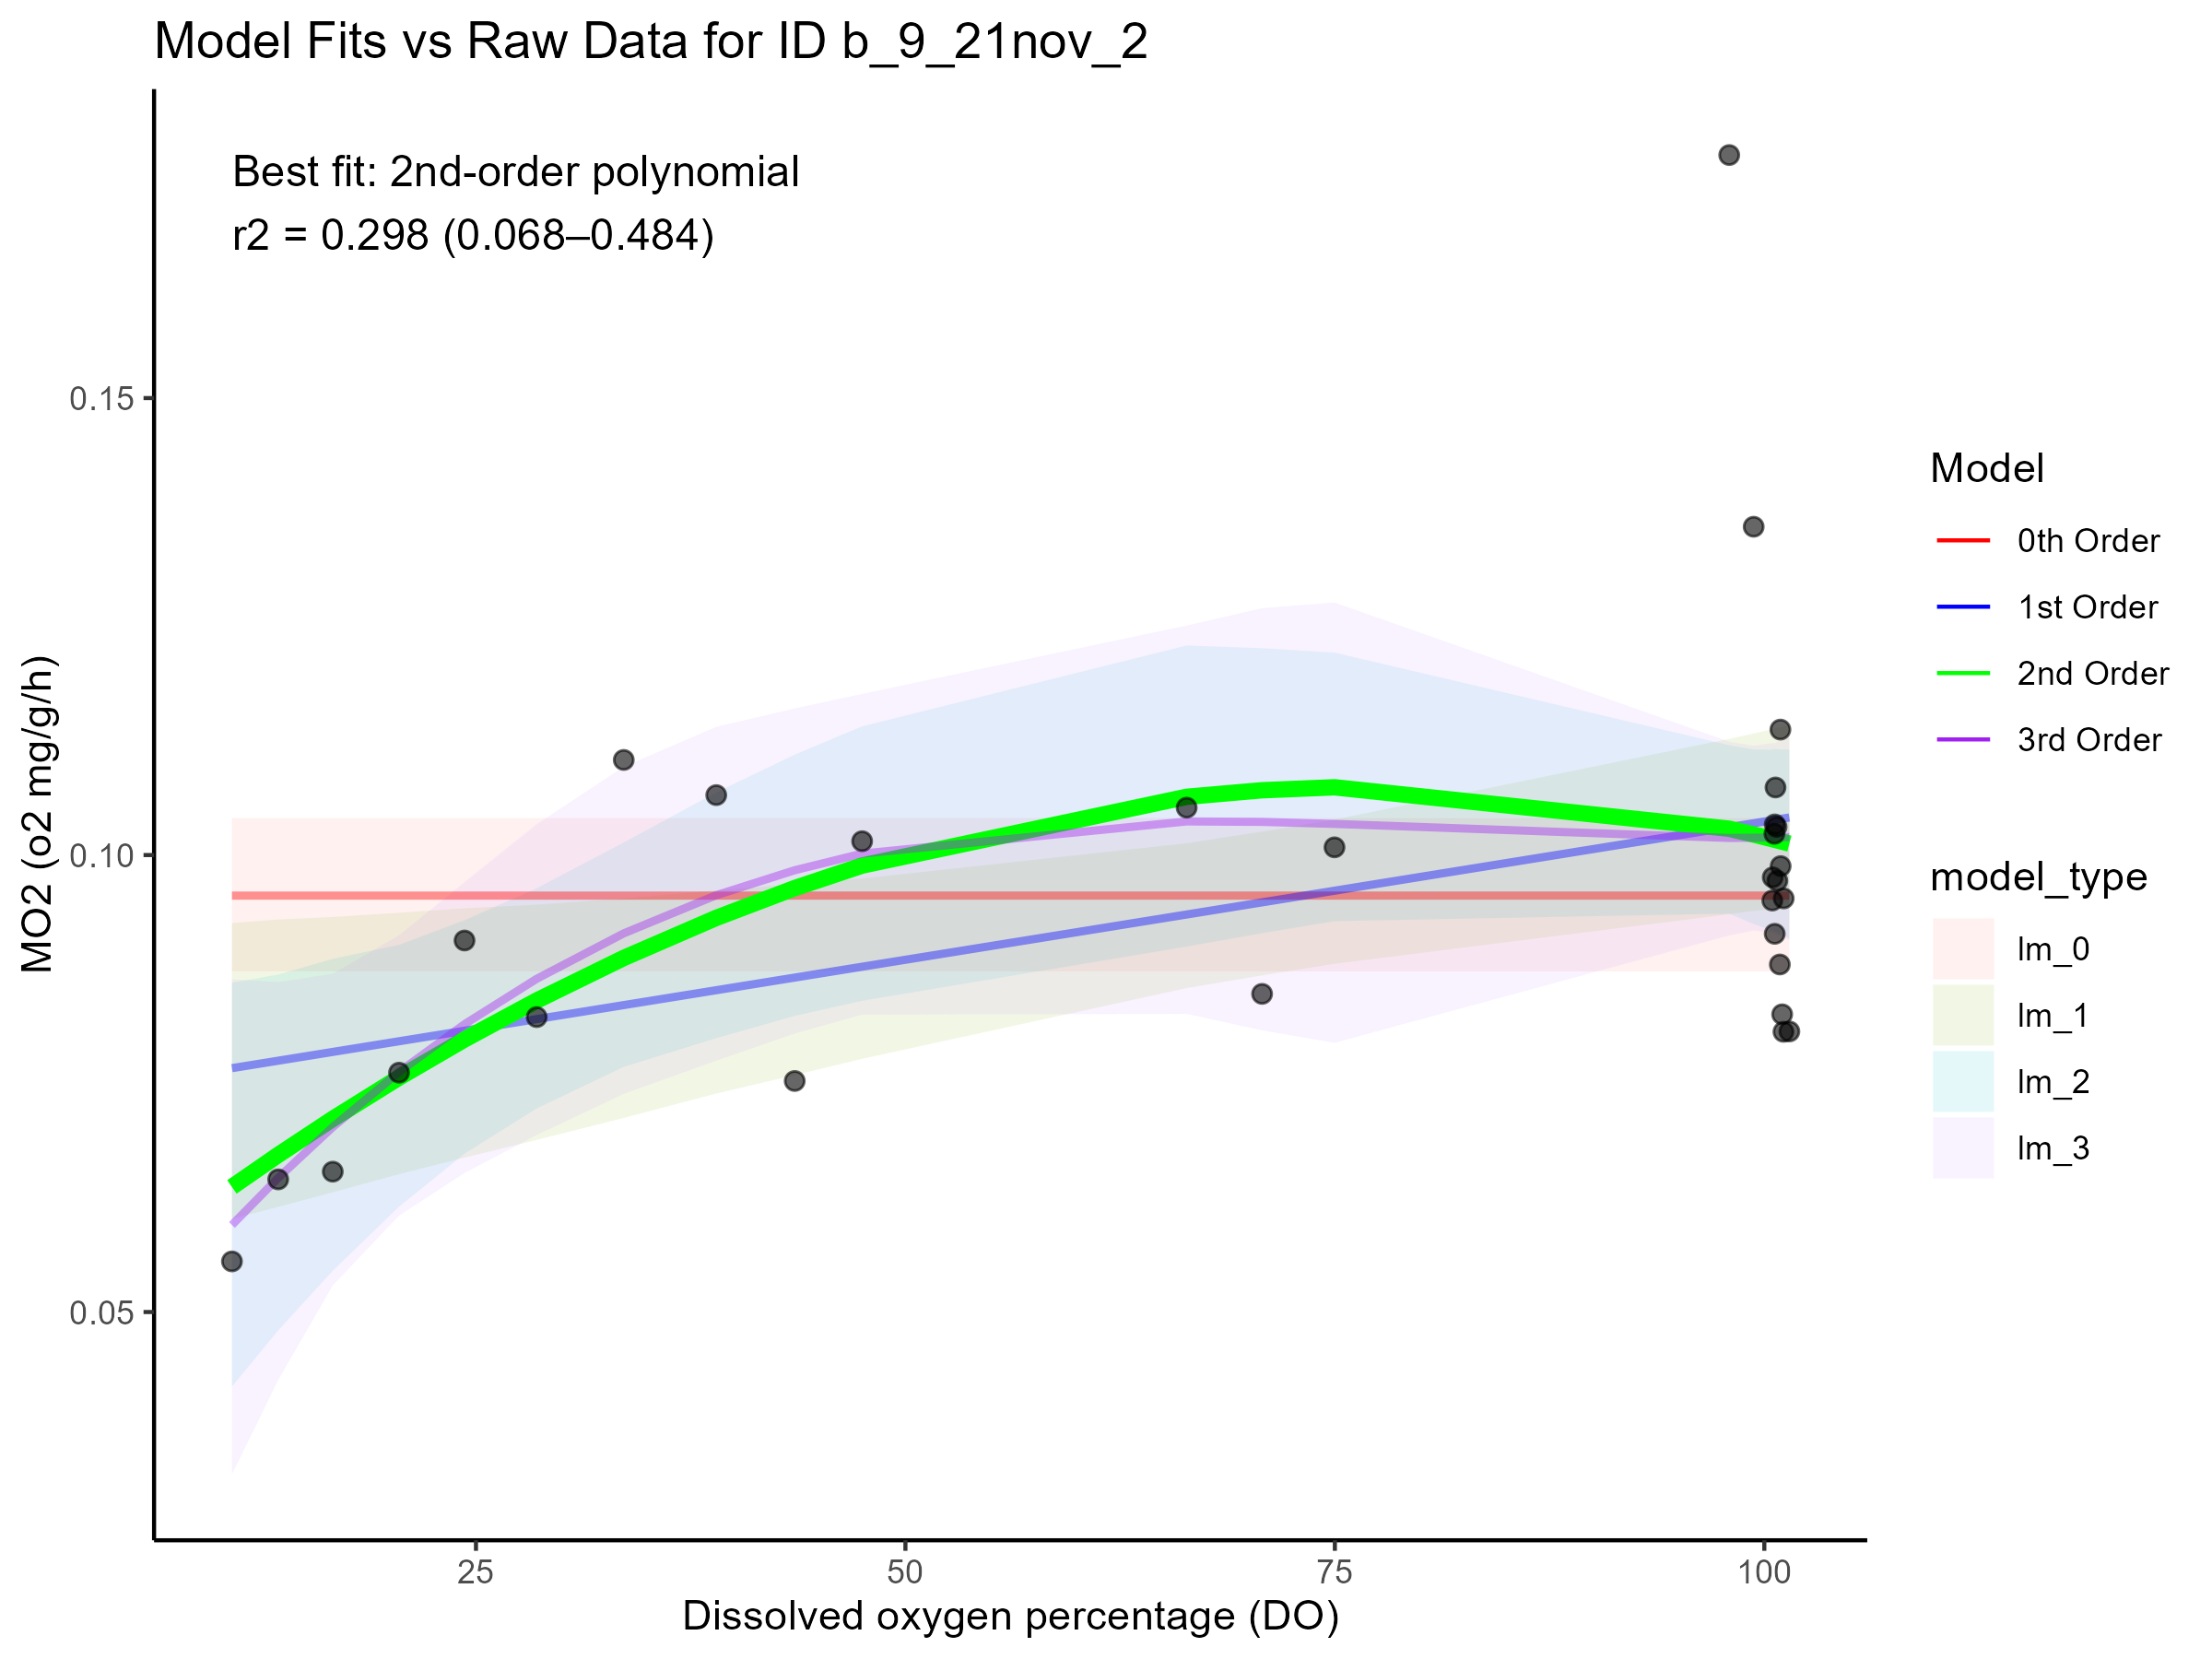 Model Fits vs Raw Data for ID b_9_21nov_2
Best fit: 2nd-order polynomial
r2 = 0.298 (0.068–0.484)
MO2 (o2 mg/g/h)
0.15
0.10
0.05
25
50
75
100
Dissolved oxygen percentage (DO)
Model
0th Order
1st Order
2nd Order
3rd Order
model_type
lm_0
lm_1
lm_2
lm_3